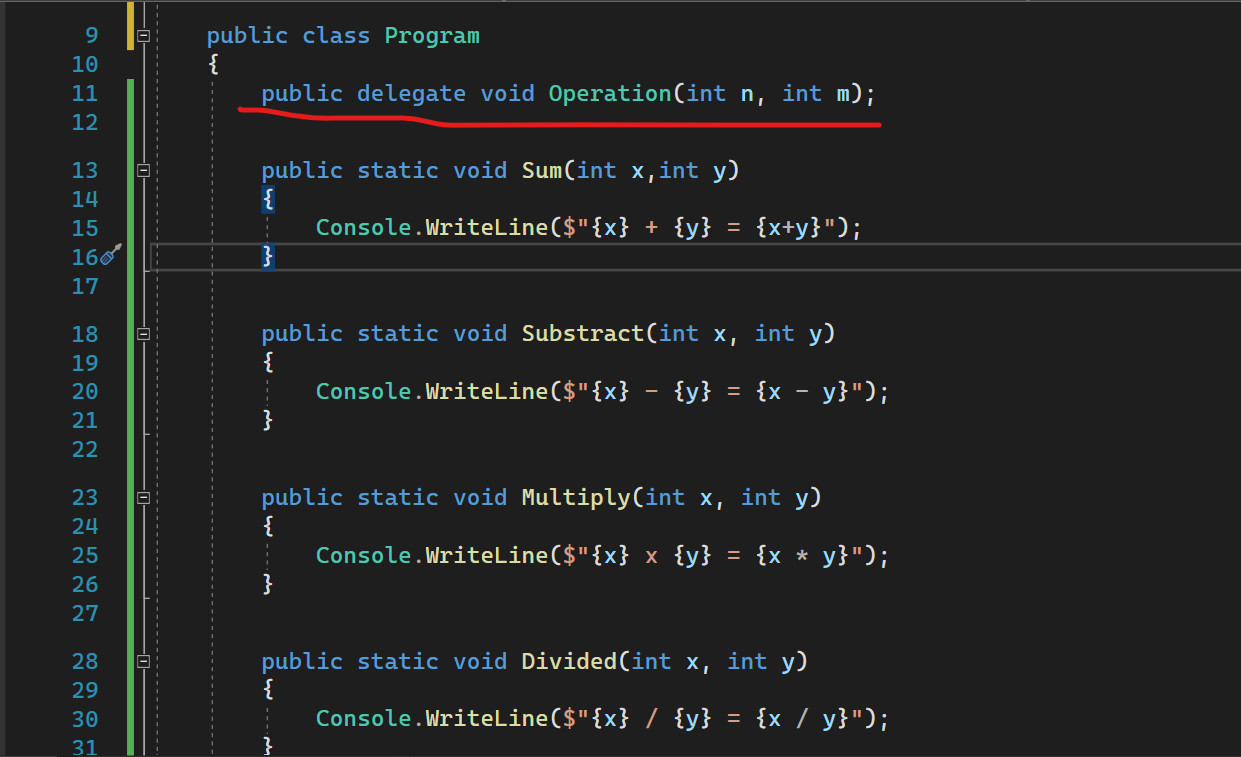 9 public class Program
10 {
11 public delegate void Operation(int n, int m);
12
13 public static void Sum(int x,int y)
14 {
15 Console.WriteLine($"{x} + {y} = {x+y}");
16 }
17
18 public static void Substract(int x, int y)
19 {
20 Console.WriteLine($"{x} - {y} = {x - y}");
21 }
22
23 public static void Multiply(int x, int y)
24 {
25 Console.WriteLine($"{x} x {y} = {x * y}");
26 }
27
28 public static void Divided(int x, int y)
29 {
30 Console.WriteLine($"{x} / {y} = {x / y}");
31 }